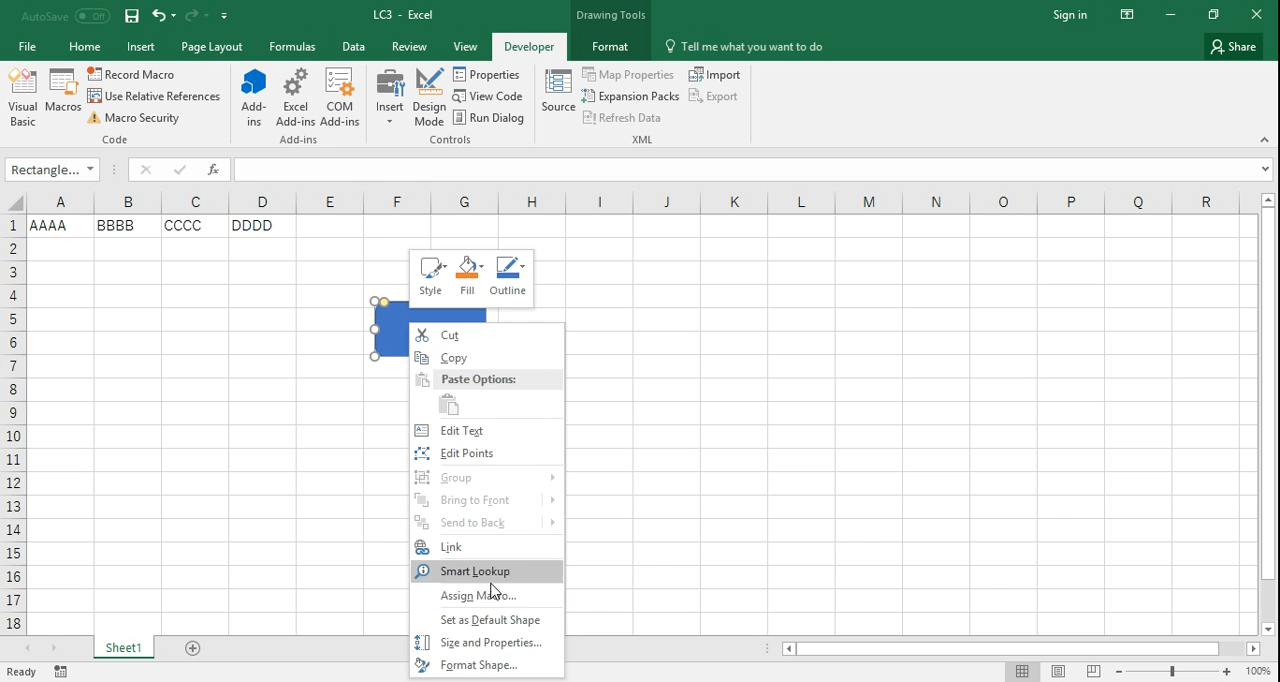 AutoSave Off LC3 - Excel Drawing Tools Sign in
File Home Insert Page Layout Formulas Data Review View Developer Format Tell me what you want to do Share
Visual Basic
Macros
Record Macro
Use Relative References
Macro Security
Code
Add-ins
Excel Add-ins
COM Add-ins
Add-ins
Insert
Design Mode
Properties
View Code
Run Dialog
Controls
Source
Map Properties
Expansion Packs
Refresh Data
Import
Export
XML
Rectangle... fx
A B C D E F G H I J K L M N O P Q R
1 AAAA BBBB CCCC DDDD
2
3
4
5
6
7
8
9
10
11
12
13
14
15
16
17
18
Style Fill Outline
Cut
Copy
Paste Options:
Edit Text
Edit Points
Group
Bring to Front
Send to Back
Link
Smart Lookup
Assign Macro...
Set as Default Shape
Size and Properties...
Format Shape...
Sheet1
Ready 100%